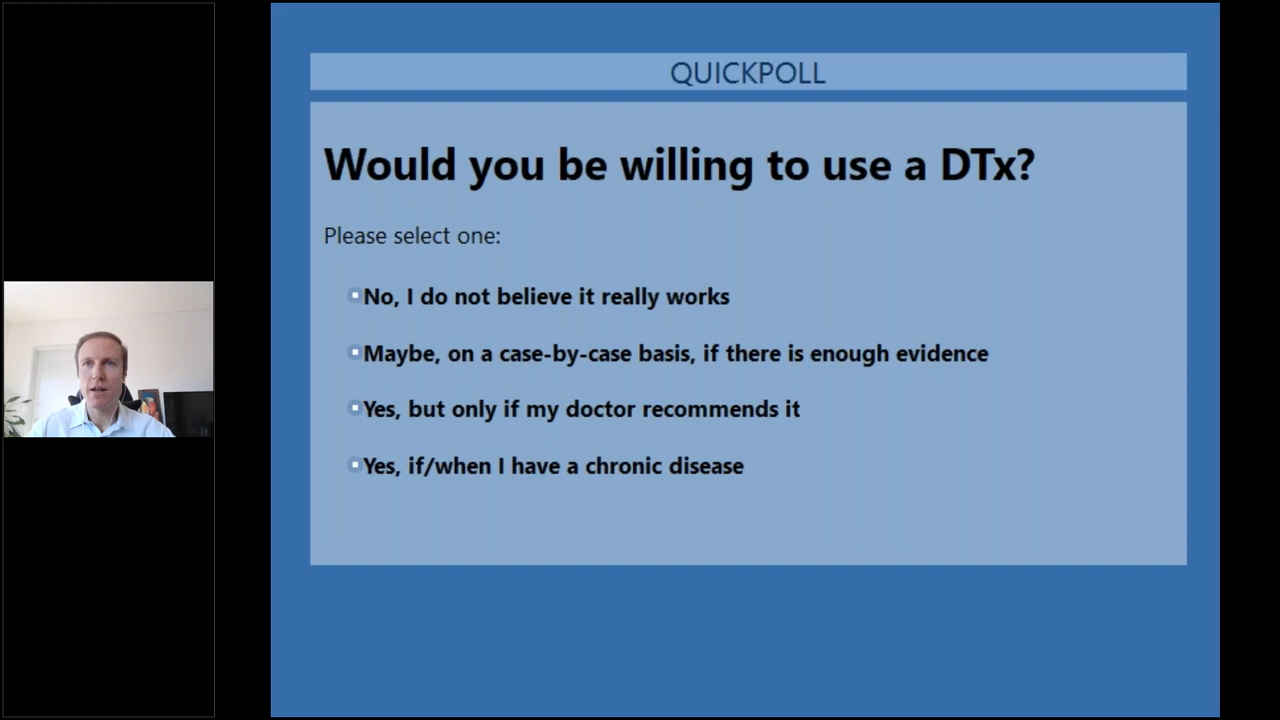 QUICKPOLL
Would you be willing to use a DTx?
Please select one:
No, I do not believe it really works
Maybe, on a case-by-case basis, if there is enough evidence
Yes, but only if my doctor recommends it
Yes, if/when I have a chronic disease